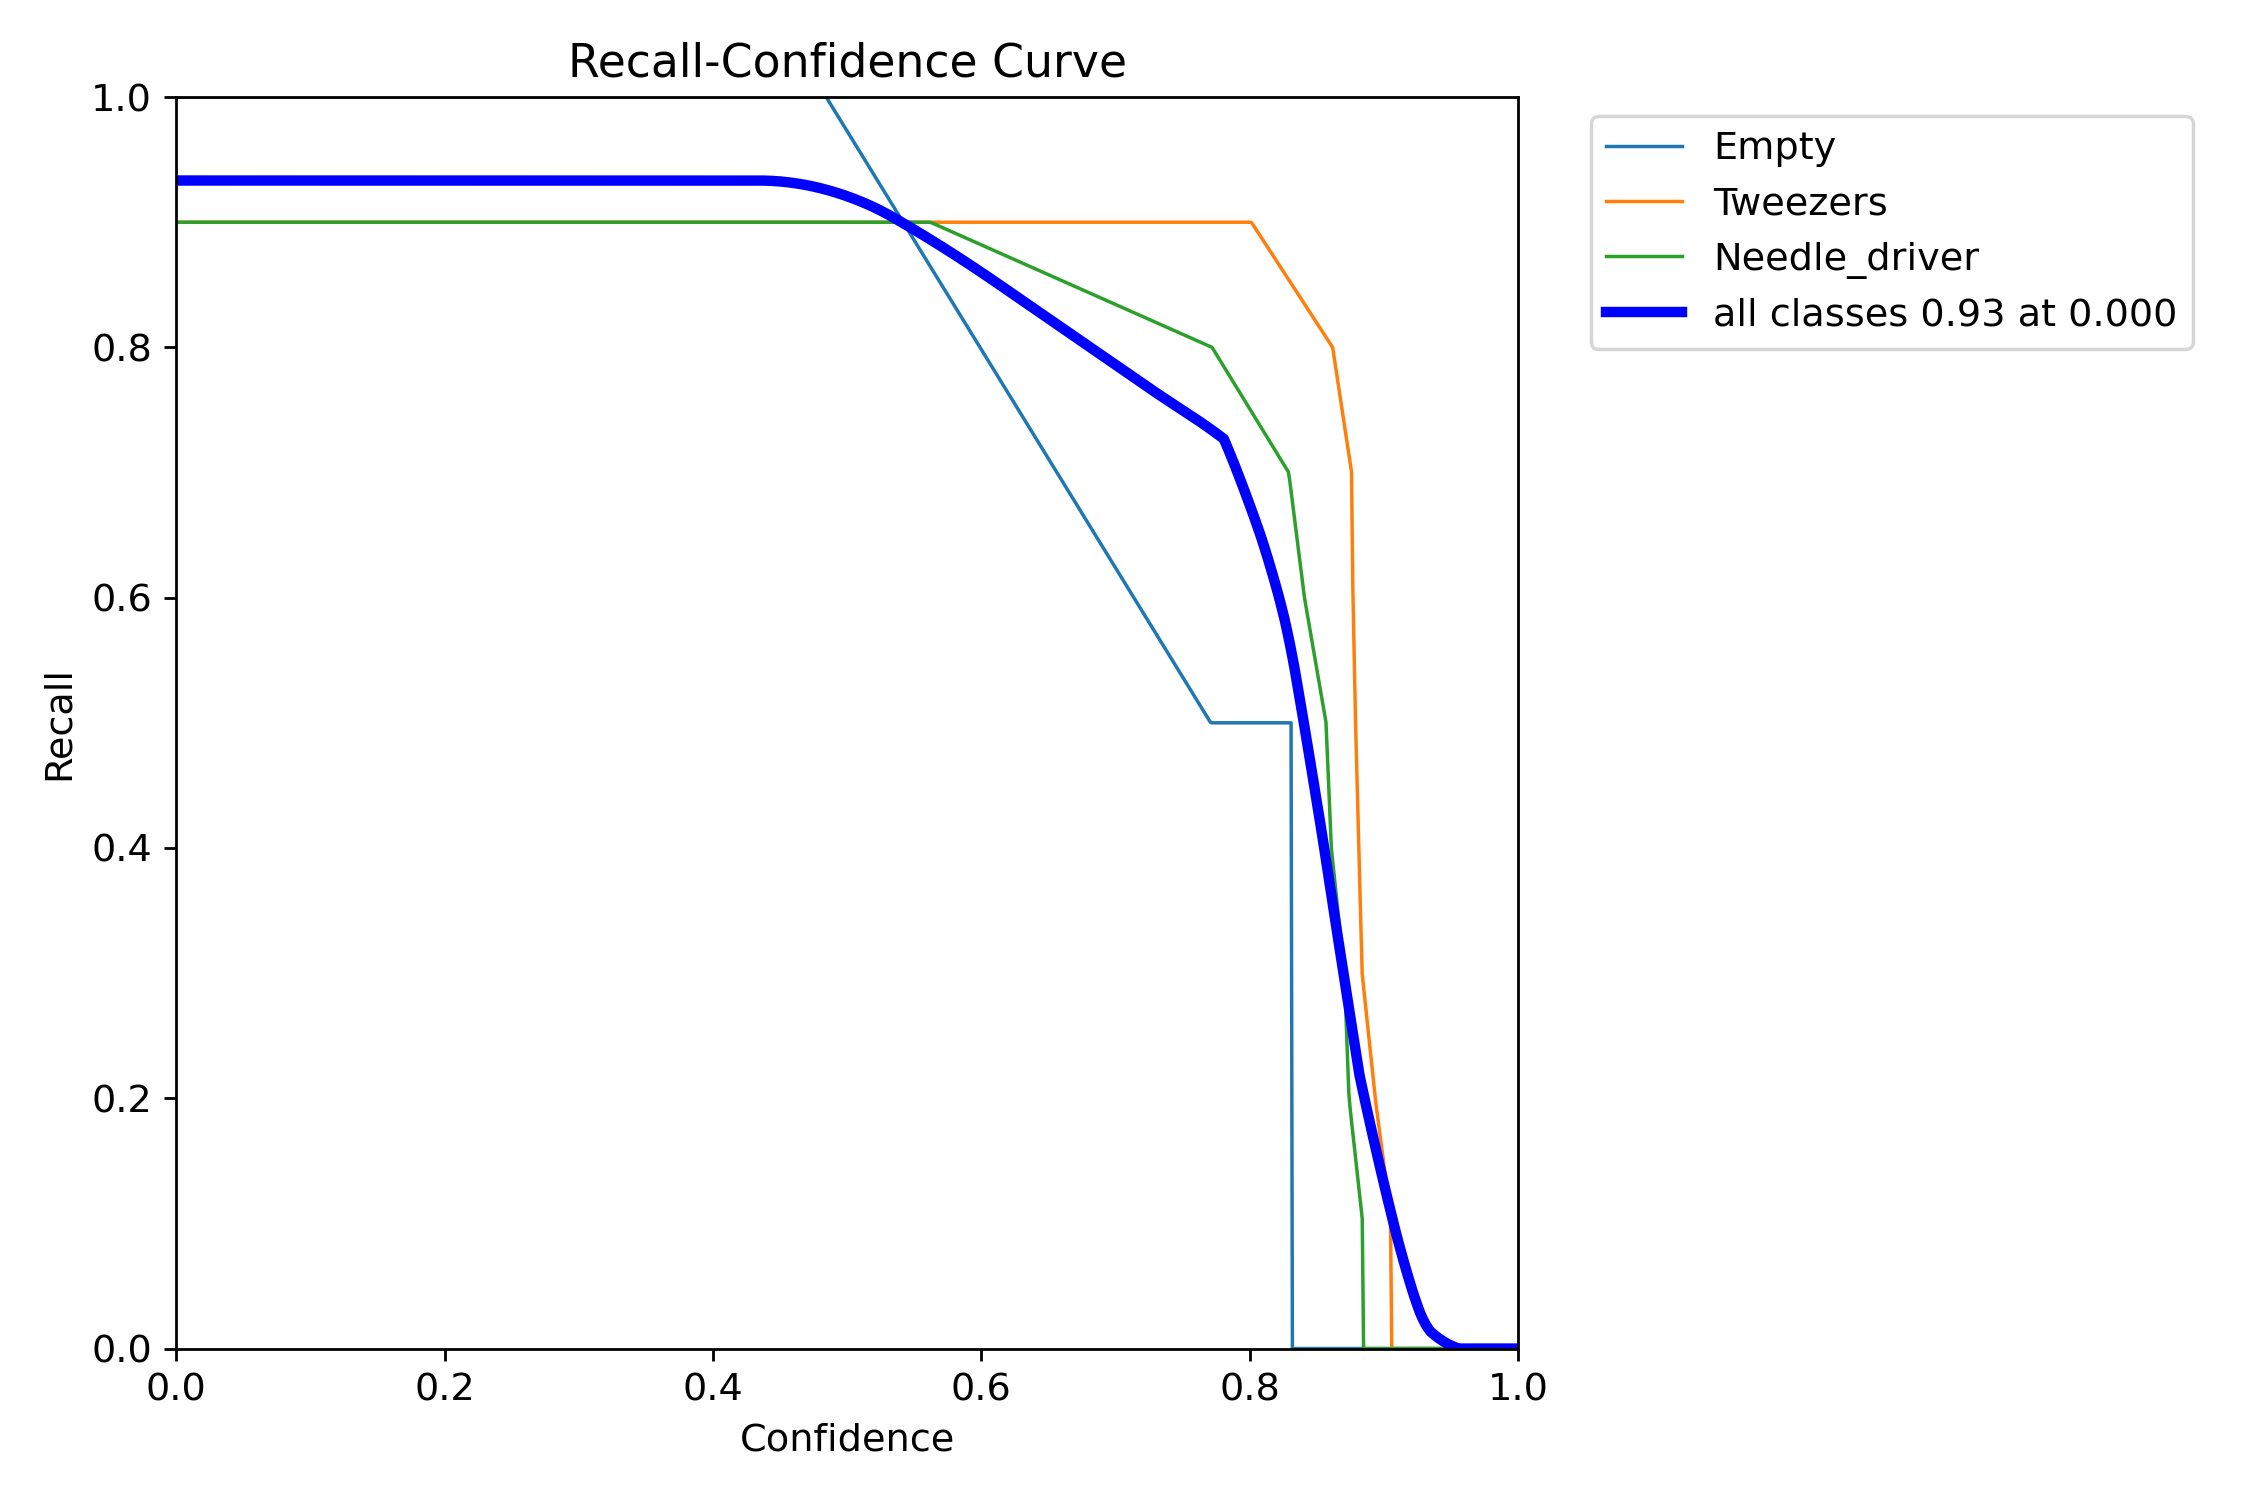 Recall-Confidence Curve
1.0
0.8
0.6
0.4
0.2
0.0
Recall
0.0 0.2 0.4 0.6 0.8 1.0
Confidence
Empty
Tweezers
Needle_driver
all classes 0.93 at 0.000